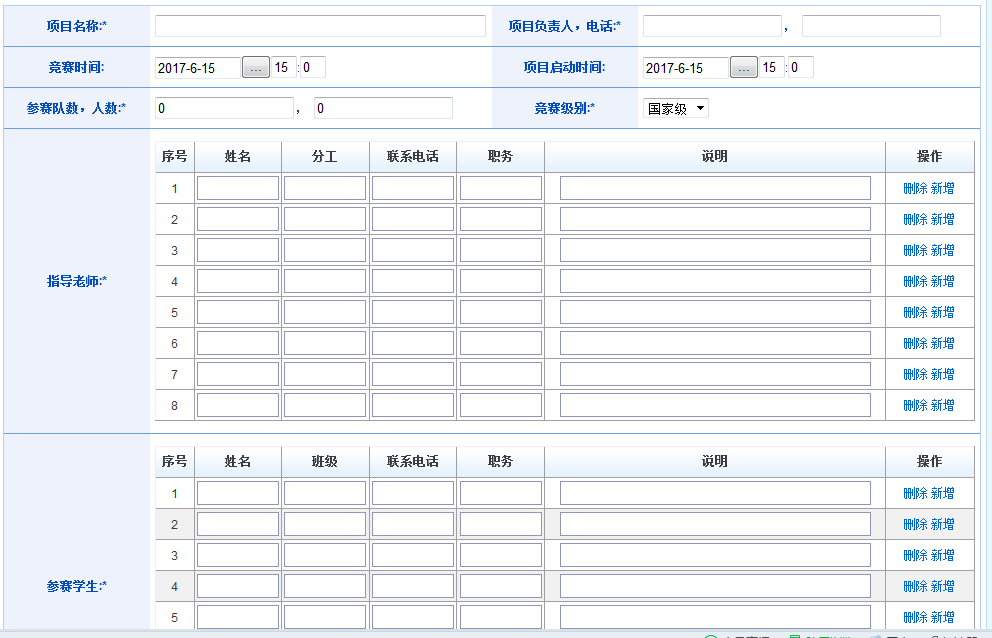 项目名称:* 项目负责人，电话:* ，
竞赛时间: 2017-6-15 ... 15 : 0 项目启动时间: 2017-6-15 ... 15 : 0
参赛队数，人数:* 0 ， 0 竞赛级别:* 国家级
指导老师:*
序号 姓名 分工 联系电话 职务 说明 操作
1 删除 新增
2 删除 新增
3 删除 新增
4 删除 新增
5 删除 新增
6 删除 新增
7 删除 新增
8 删除 新增
参赛学生:*
序号 姓名 班级 联系电话 职务 说明 操作
1 删除 新增
2 删除 新增
3 删除 新增
4 删除 新增
5 删除 新增